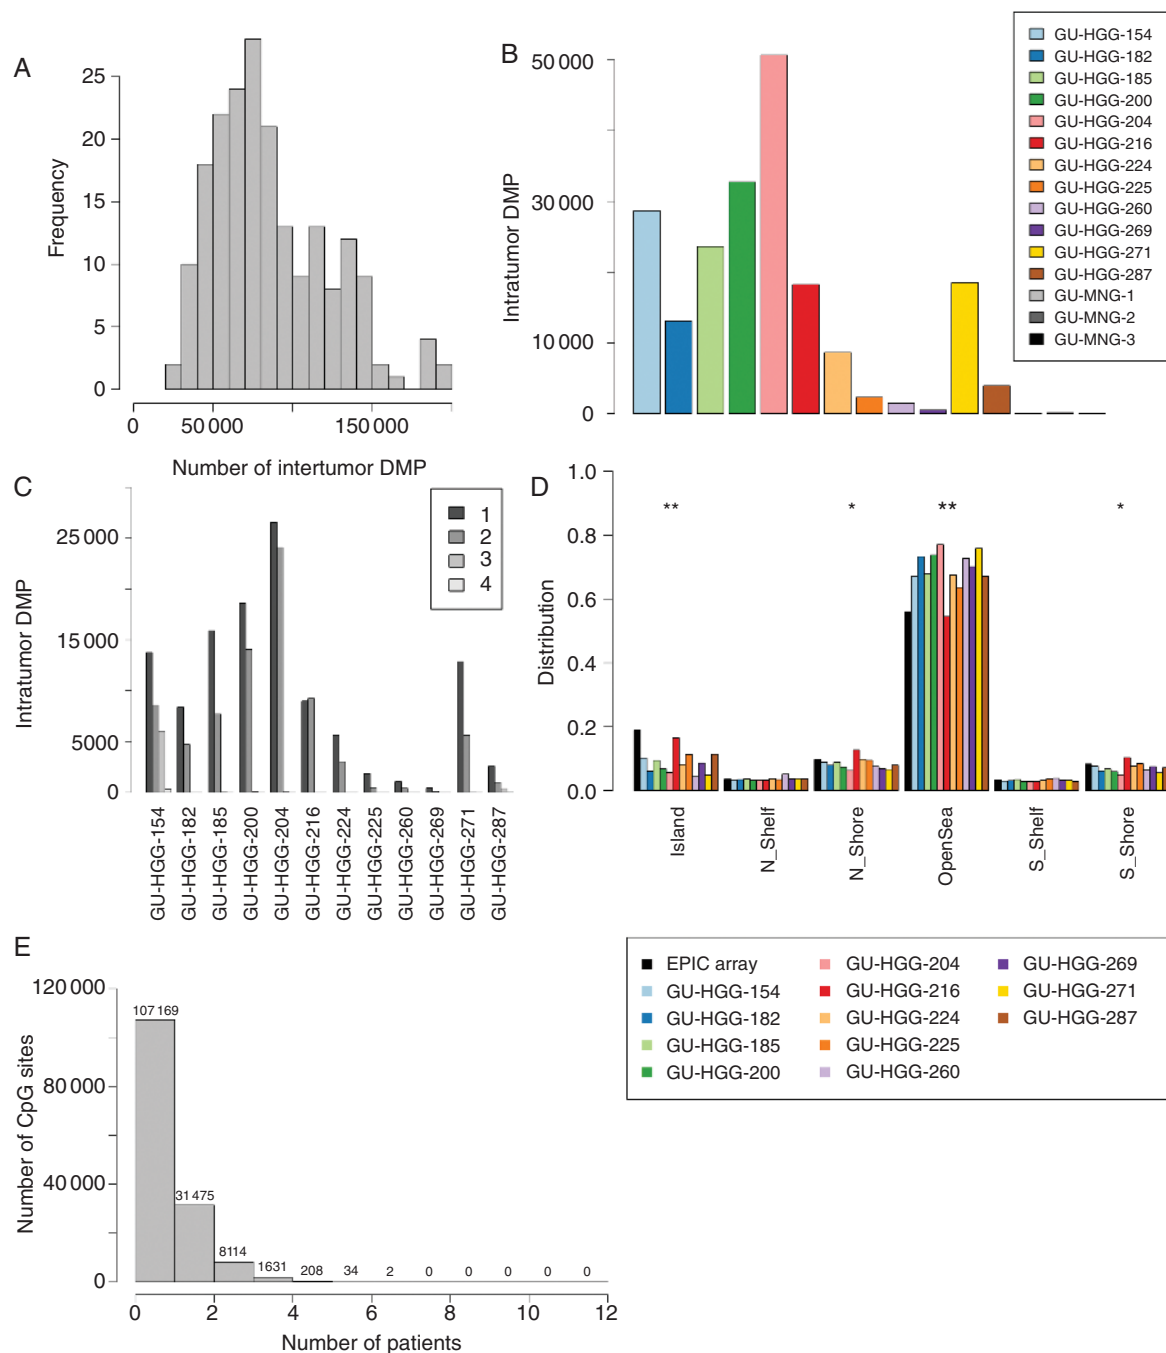 A
Frequency
25
20
15
10
5
0
0
50 000
150 000
Number of intertumor DMP
B
Intratumor DMP
50 000
30 000
10 000
0
GU-HGG-154
GU-HGG-182
GU-HGG-185
GU-HGG-200
GU-HGG-204
GU-HGG-216
GU-HGG-224
GU-HGG-225
GU-HGG-260
GU-HGG-269
GU-HGG-271
GU-HGG-287
GU-MNG-1
GU-MNG-2
GU-MNG-3
C
Intratumor DMP
25 000
15 000
5000
0
1
2
3
4
GU-HGG-154
GU-HGG-182
GU-HGG-185
GU-HGG-200
GU-HGG-204
GU-HGG-216
GU-HGG-224
GU-HGG-225
GU-HGG-260
GU-HGG-269
GU-HGG-271
GU-HGG-287
D
Distribution
1.0
0.8
0.6
0.4
0.2
0.0
** * ** *
Island
N_Shelf
N_Shore
OpenSea
S_Shelf
S_Shore
EPIC array
GU-HGG-154
GU-HGG-182
GU-HGG-185
GU-HGG-200
GU-HGG-204
GU-HGG-216
GU-HGG-224
GU-HGG-225
GU-HGG-260
GU-HGG-269
GU-HGG-271
GU-HGG-287
E
Number of CpG sites
120 000
80 000
40 000
0
107 169
31 475
8114
1631
208 34 2 0 0 0 0 0
0 2 4 6 8 10 12
Number of patients